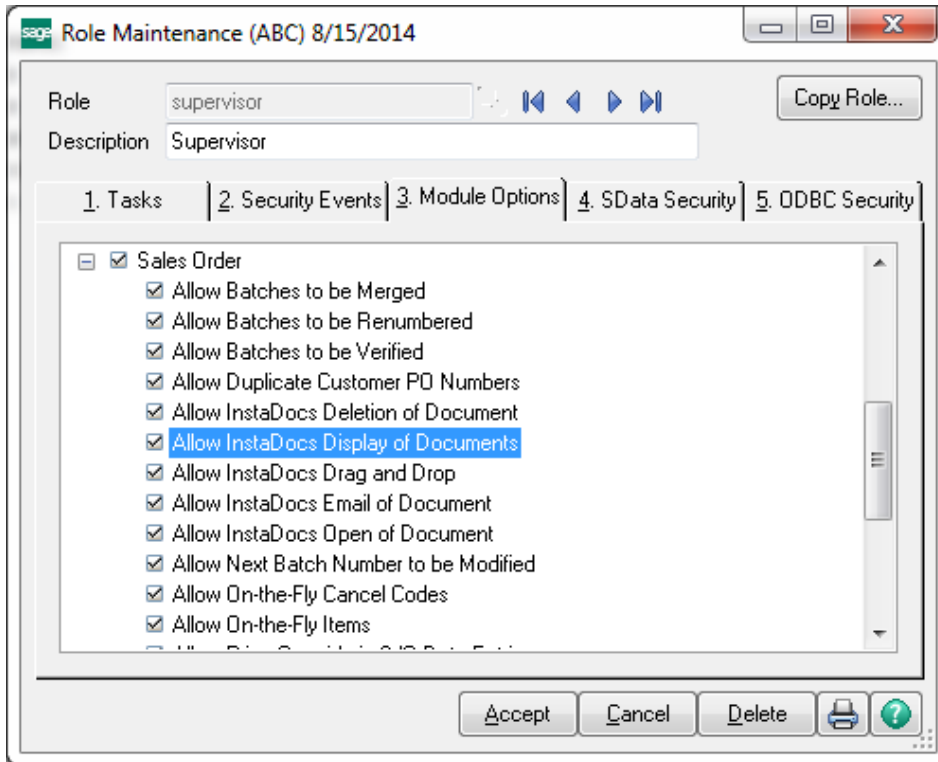 sage Role Maintenance (ABC) 8/15/2014
Role supervisor Copy Role...
Description Supervisor
1. Tasks 2. Security Events 3. Module Options 4. SData Security 5. ODBC Security
Sales Order
Allow Batches to be Merged
Allow Batches to be Renumbered
Allow Batches to be Verified
Allow Duplicate Customer PO Numbers
Allow InstaDocs Deletion of Document
Allow InstaDocs Display of Documents
Allow InstaDocs Drag and Drop
Allow InstaDocs Email of Document
Allow InstaDocs Open of Document
Allow Next Batch Number to be Modified
Allow On-the-Fly Cancel Codes
Allow On-the-Fly Items
Accept Cancel Delete